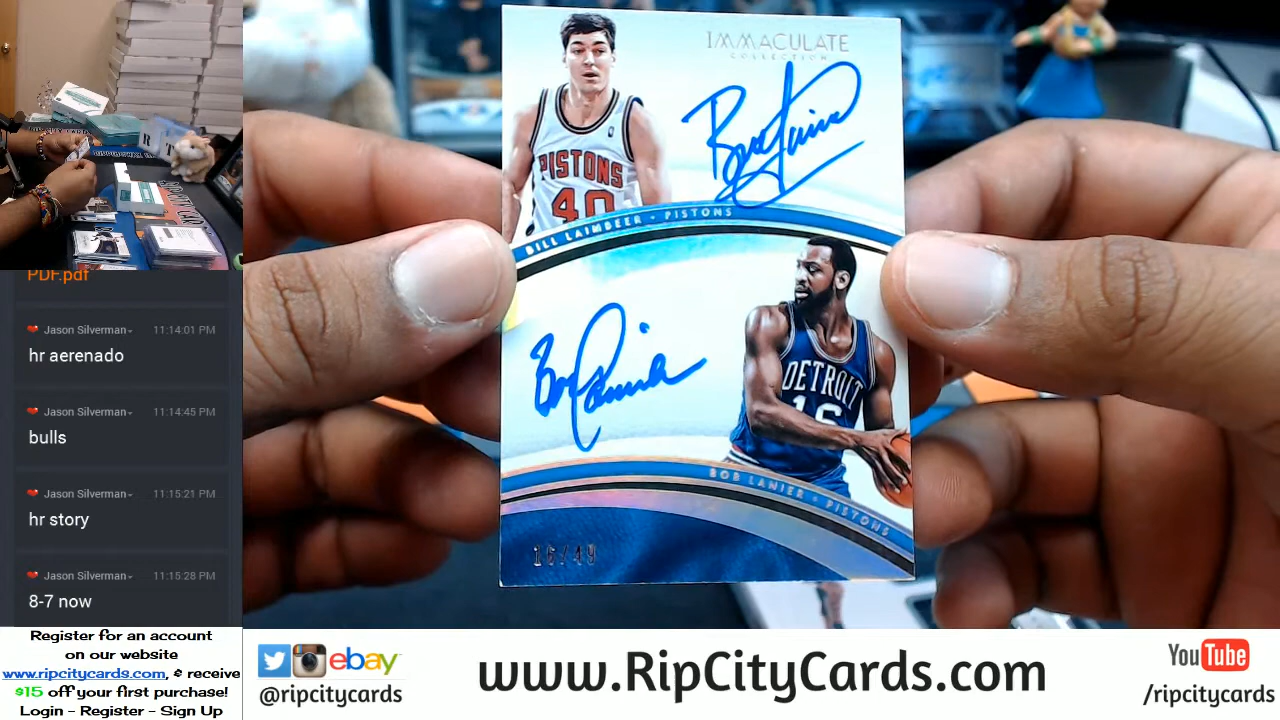 PDF.pdf
Jason Silverman 11:14:01 PM
hr aerenado
Jason Silverman 11:14:45 PM
bulls
Jason Silverman 11:15:21 PM
hr story
Jason Silverman 11:15:28 PM
8-7 now
Register for an account
on our website
www.ripcitycards.com, & receive
$15 off your first purchase!
Login - Register - Sign Up
IMMACULATE
COLLECTION
PISTONS
40
BILL LAIMBEER • PISTONS
DETROIT
16
BOB LANIER • PISTONS
16/49
ebay
@ripcitycards
www.RipCityCards.com
YouTube
/ripcitycards